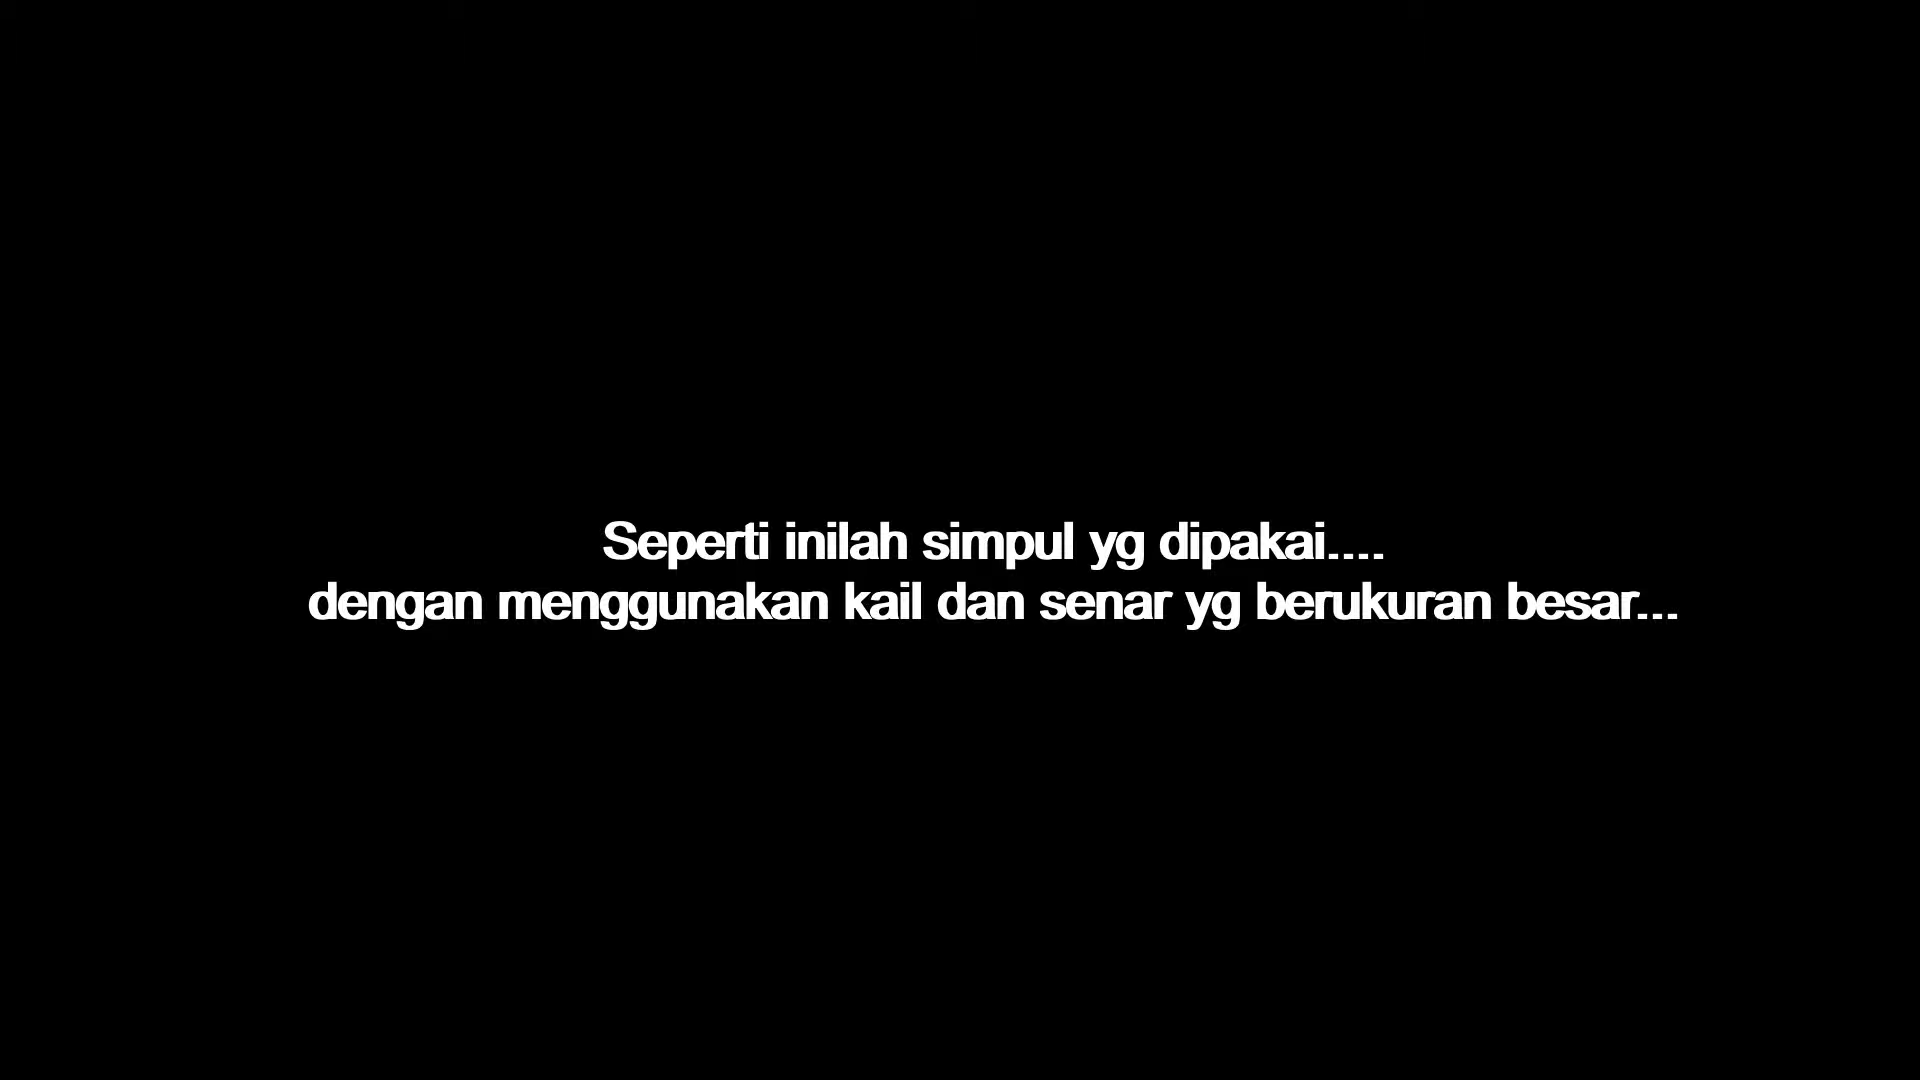 Seperti inilah simpul yg dipakai....
dengan menggunakan kail dan senar yg berukuran besar...